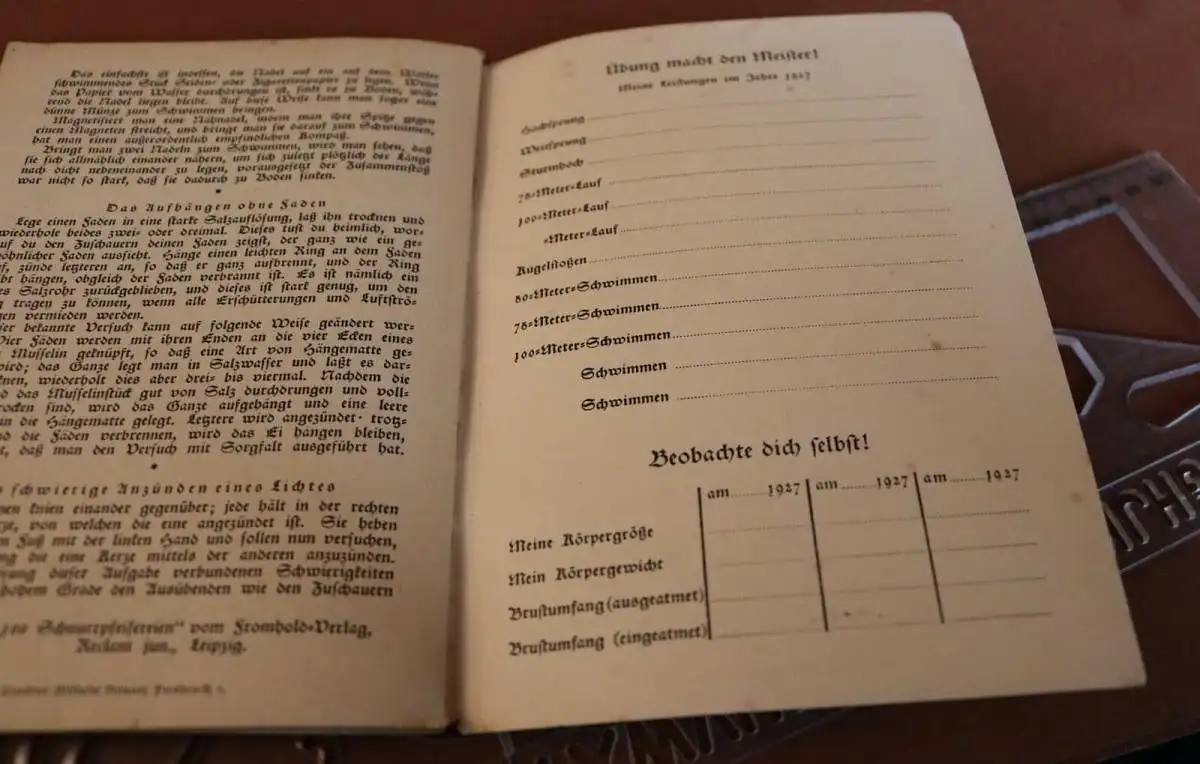 Das einfachste ist indessen, die Nadel auf ein auf dem Wasser
schwimmendes Stück Seiden- oder Zigarettenpapier zu legen. Wenn
das Papier vom Wasser durchdrungen ist, sinkt es zu Boden, wäh-
rend die Nadel liegen bleibt. Auf diese Weise kann man sogar eine
dünne Münze zum Schwimmen bringen.
Magnetisiert man eine Nähnadel, indem man ihre Spitze gegen
einen Magneten streicht, und bringt man sie darauf zum Schwimmen,
hat man einen außerordentlich empfindlichen Kompaß.
Bringt man zwei Nadeln zum Schwimmen, wird man sehen, daß
sie sich allmählich einander nähern, um sich zuletzt plötzlich der Länge
nach dicht nebeneinander zu legen, vorausgesetzt der Zusammenstoß
war nicht so stark, daß sie dadurch zu Boden sinken.
*
Das Aufhängen ohne Faden
Lege einen Faden in eine starke Salzauflösung, laß ihn trocknen und
wiederhole beides zwei- oder dreimal. Dieses tust du heimlich, wor-
auf du den Zuschauern deinen Faden zeigst, der ganz wie ein ge-
wöhnlicher Faden aussieht. Hänge einen leichten Ring an dem Faden
zünde letzteren an, so daß er ganz aufbrennt, und der Ring
hängen, obgleich der Faden verbrannt ist. Es ist nämlich ein
Salzrohr zurückgeblieben, und dieses ist stark genug, um den
tragen zu können, wenn alle Erschütterungen und Luftströ-
vermieden werden.
bekannte Versuch kann auf folgende Weise geändert wer-
Vier Fäden werden mit ihren Enden an die vier Ecken eines
Musselin geknüpft, so daß eine Art von Hängematte ge-
das Ganze legt man in Salzwasser und läßt es dar-
wiederholt dies aber drei- bis viermal. Nachdem die
das Musselinstück gut von Salz durchdrungen und voll-
sind, wird das Ganze aufgehängt und eine leere
die Hängematte gelegt. Letztere wird angezündet trotz-
die Fäden verbrennen, wird das Ei hängen bleiben,
daß man den Versuch mit Sorgfalt ausgeführt hat.
*
schwierige Anzünden eines Lichtes
knien einander gegenüber; jede hält in der rechten
von welchen die eine angezündet ist. Sie heben
Fuß mit der linken Hand und sollen nun versuchen,
die eine Kerze mittels der anderen anzuzünden.
dieser Aufgabe verbundenen Schwierigkeiten
hohem Grade den Ausübenden wie den Zuschauern
Schnurrpfeifereien" vom Frombold-Verlag,
Reclam jun., Leipzig.
Übung macht den Meister!
Meine Leistungen im Jahre 1927
Hochsprung
Weitsprung
Sturmhoch
75-Meter-Lauf
100-Meter-Lauf
-Meter-Lauf
Kugelstoßen
50-Meter-Schwimmen
75-Meter-Schwimmen
100-Meter-Schwimmen
Schwimmen
Schwimmen
Beobachte dich selbst!
am ......... 1927 am ......... 1927 am ......... 1927
Meine Körpergröße
Mein Körpergewicht
Brustumfang (ausgeatmet)
Brustumfang (eingeatmet)